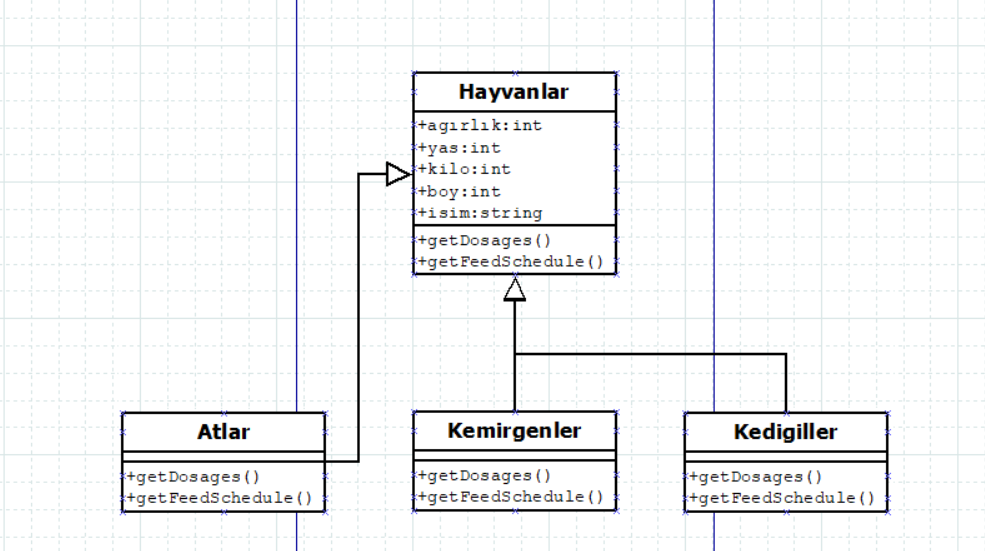 Hayvanlar
+agırlık:int
+yas:int
+kilo:int
+boy:int
+isim:string
+getDosages()
+getFeedSchedule()
Atlar
+getDosages()
+getFeedSchedule()
Kemirgenler
+getDosages()
+getFeedSchedule()
Kedigiller
+getDosages()
+getFeedSchedule()